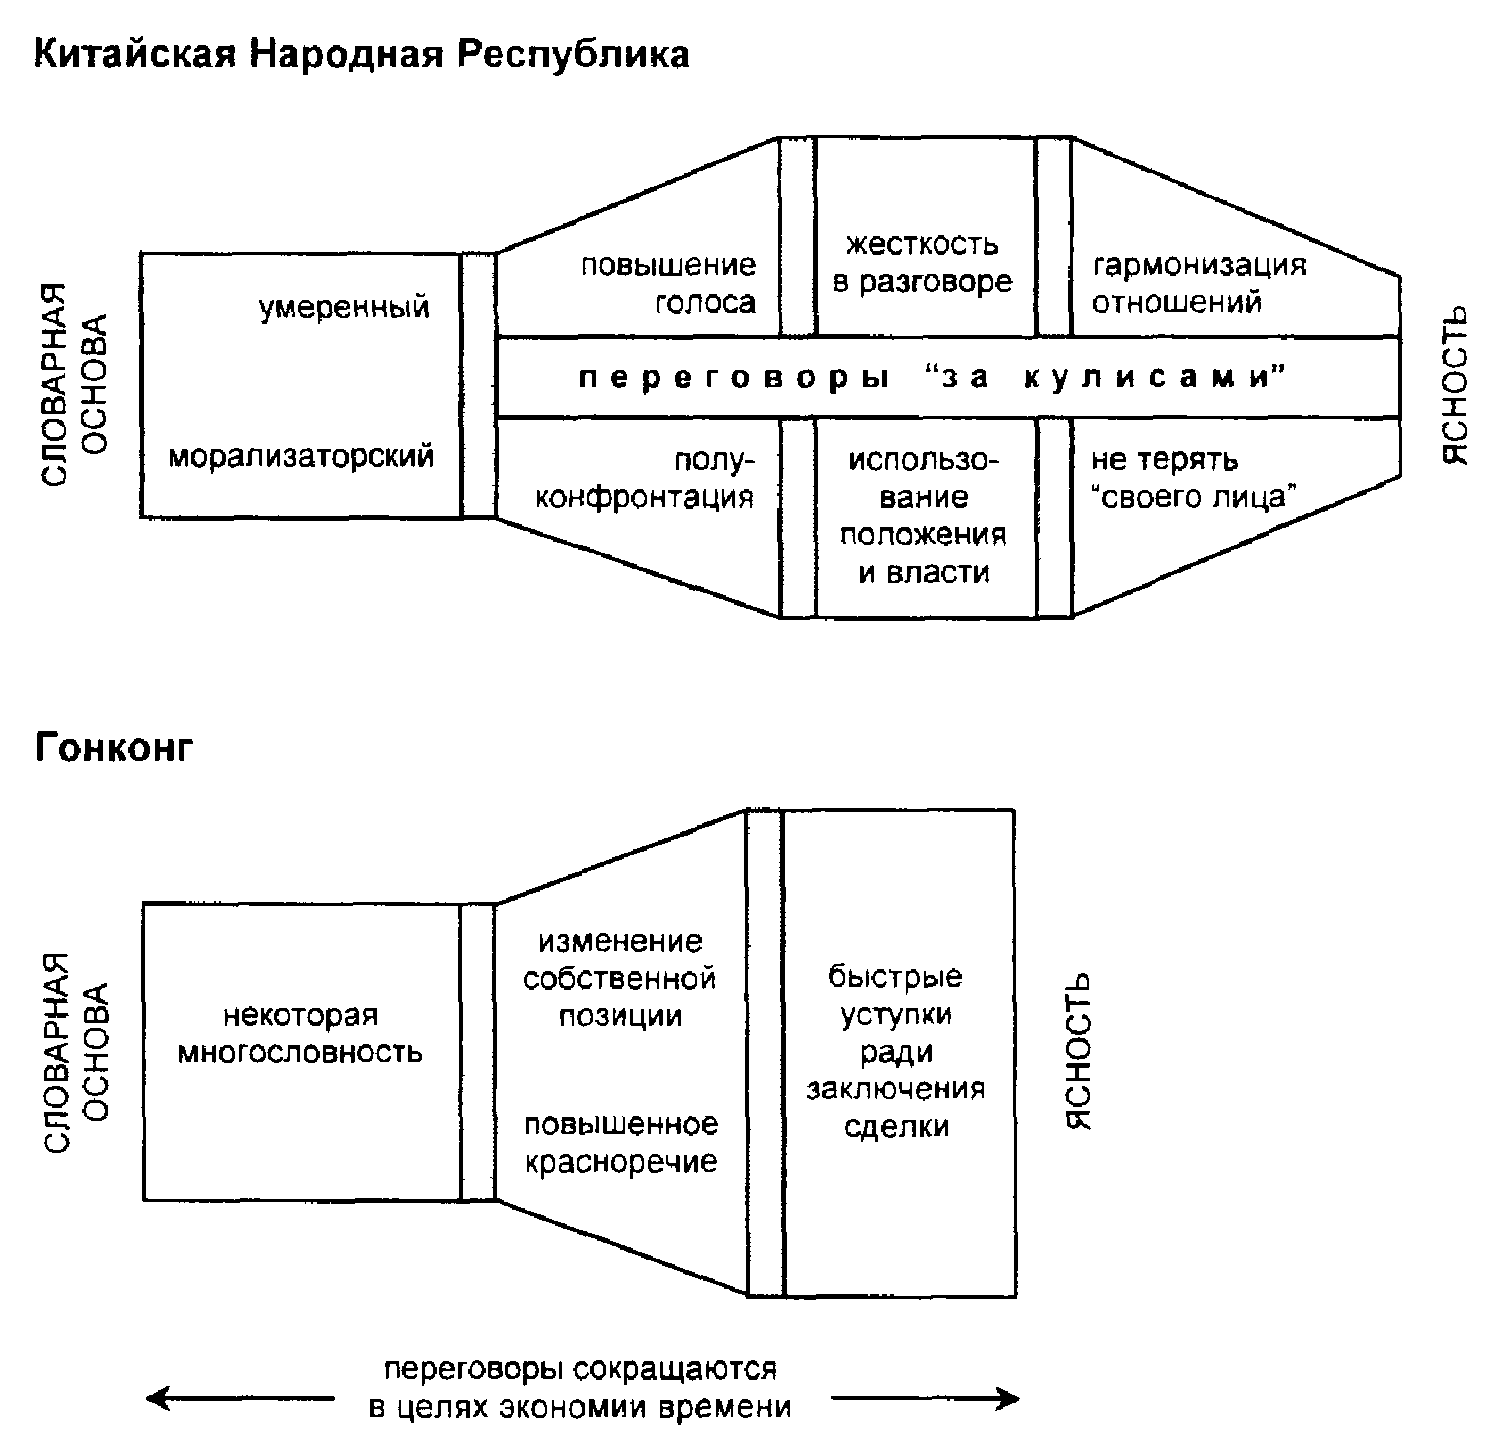 Китайская Народная Республика
СЛОВАРНАЯ
ОСНОВА
умеренный
морализаторский
повышение
голоса
жесткость
в разговоре
гармонизация
отношений
переговоры “за кулисами”
полу-
конфронтация
использо-
вание
положения
и власти
не терять
“своего лица”
ЯСНОСТЬ
Гонконг
СЛОВАРНАЯ
ОСНОВА
некоторая
многословность
изменение
собственной
позиции
повышенное
красноречие
быстрые
уступки
ради
заключения
сделки
ЯСНОСТЬ
переговоры сокращаются
в целях экономии времени